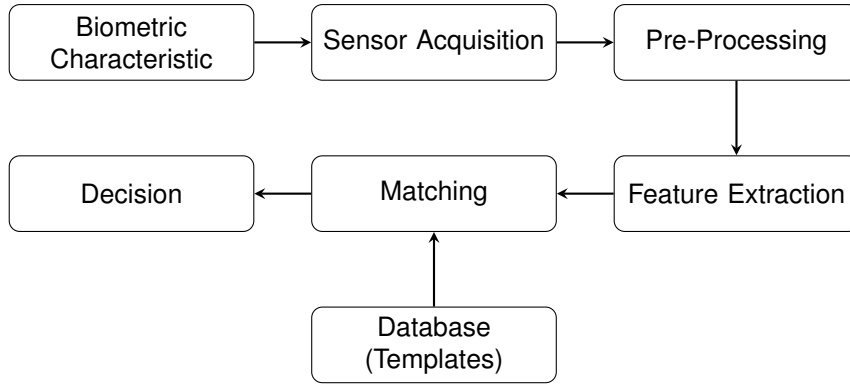 Biometric
Characteristic
Sensor Acquisition
Pre-Processing
Decision
Matching
Feature Extraction
Database
(Templates)